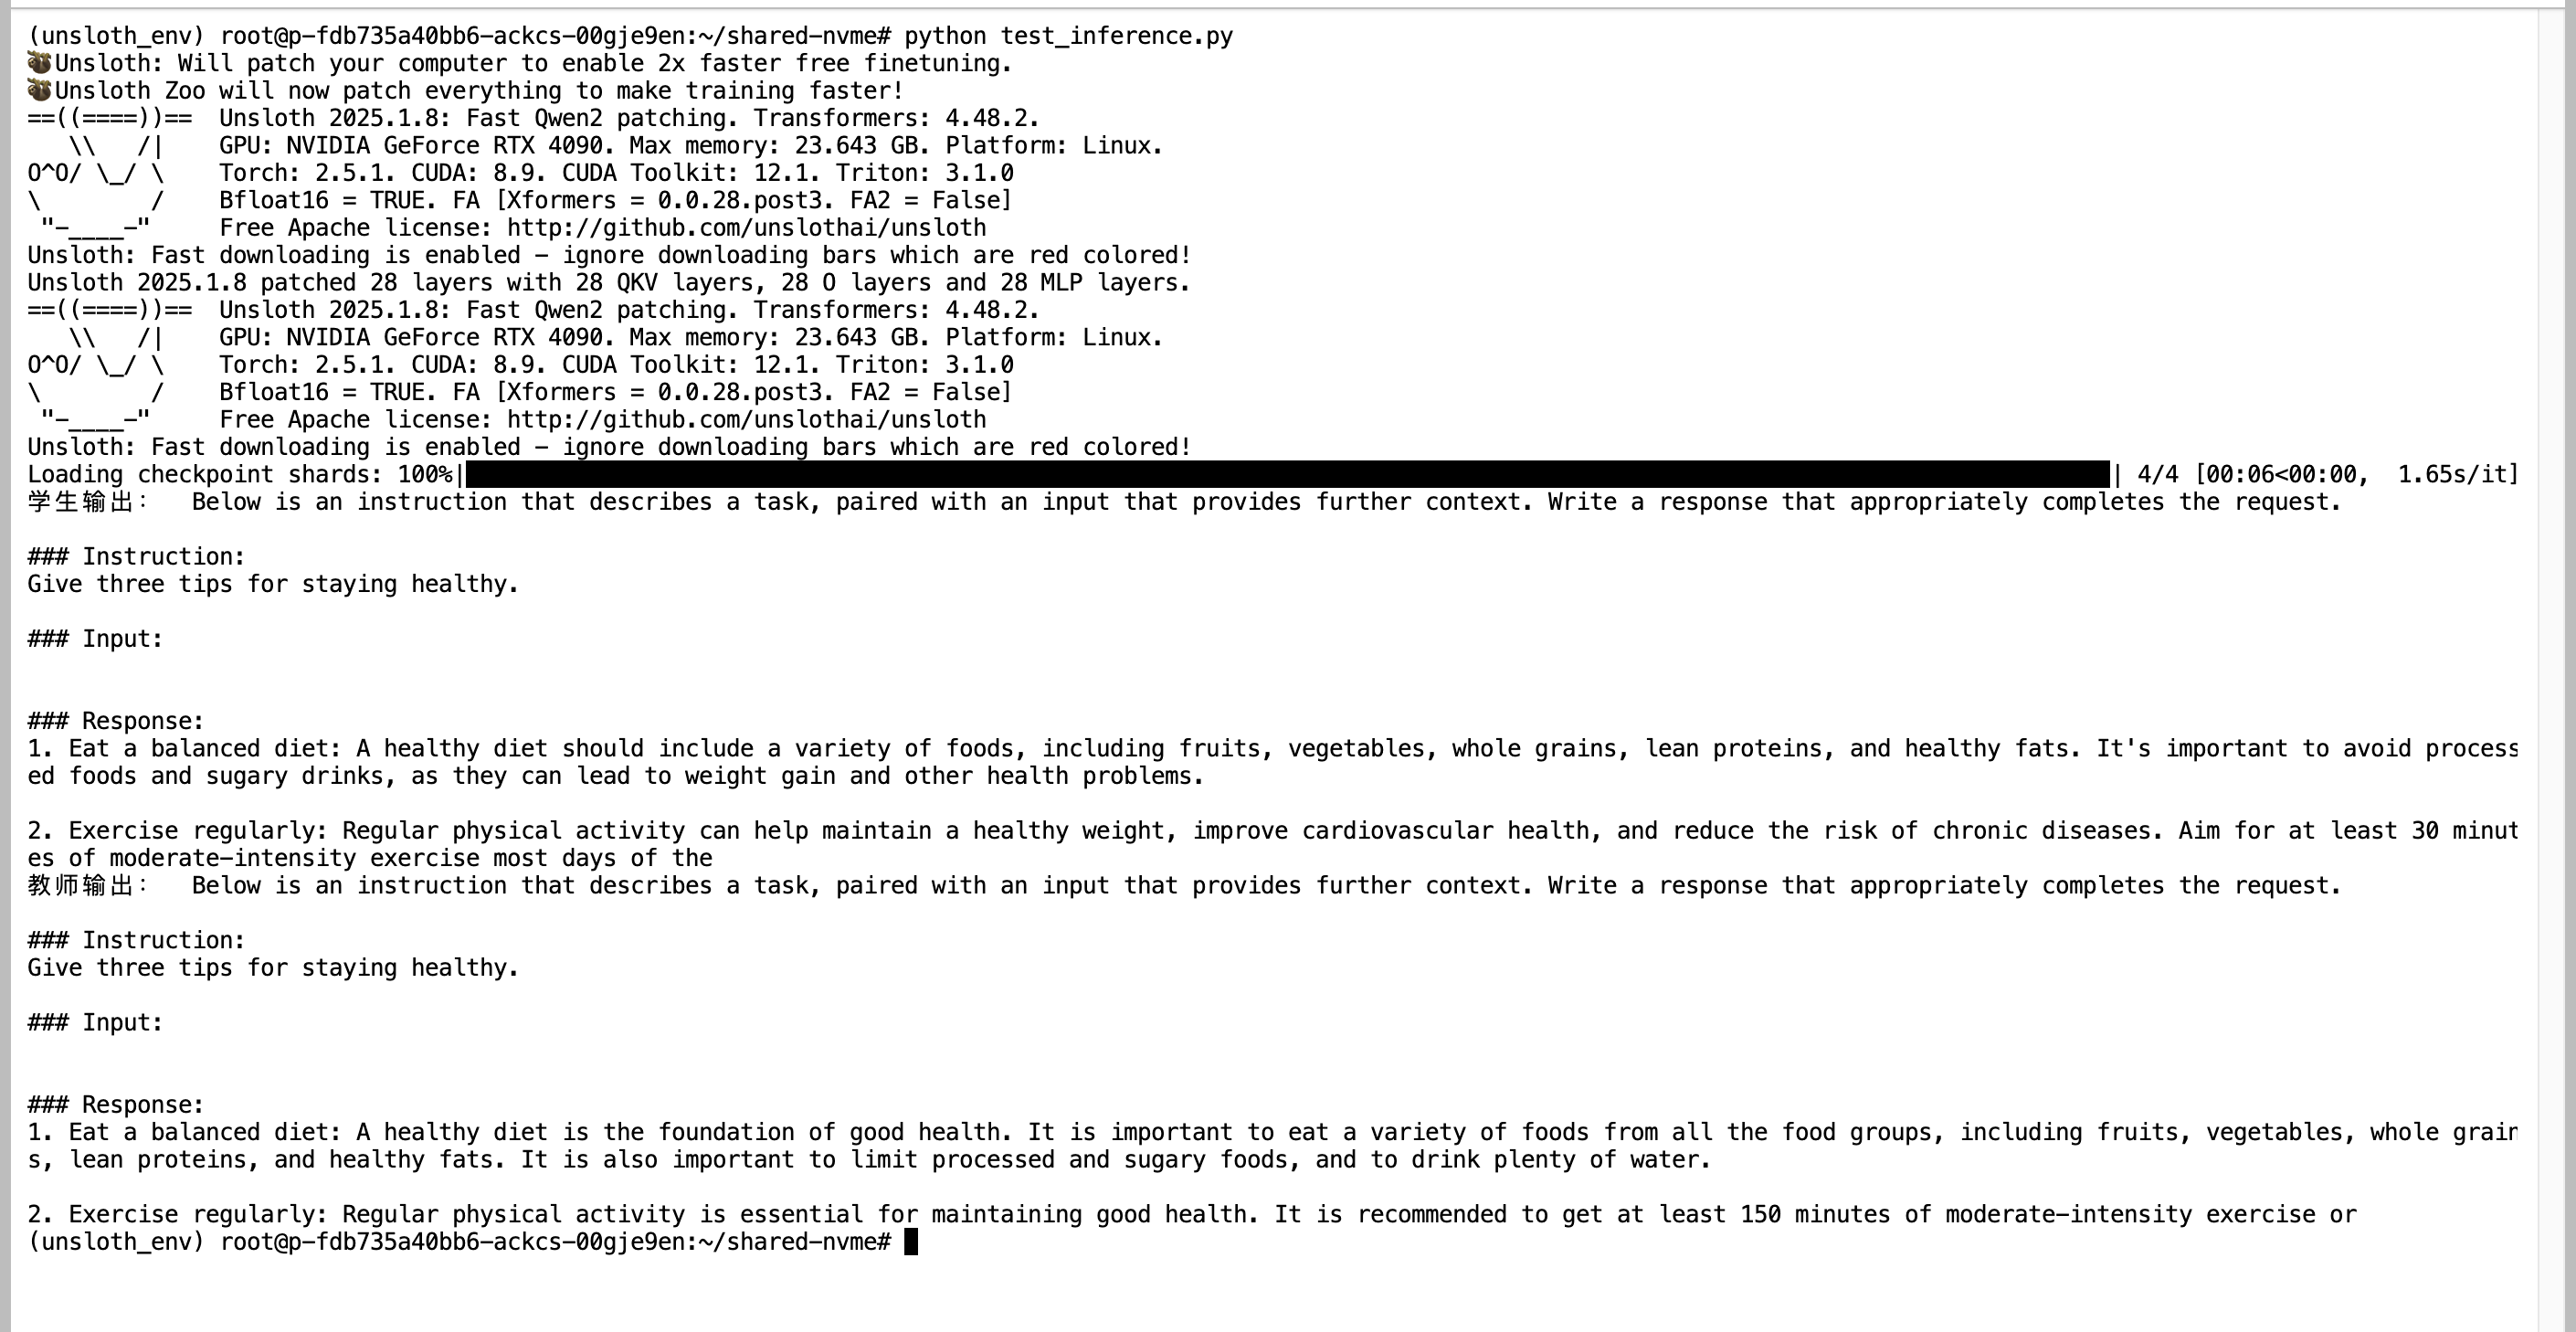 (unsloth_env) root@p-fdb735a40bb6-ackcs-00gje9en:~/shared-nvme# python test_inference.py
🦥Unsloth: Will patch your computer to enable 2x faster free finetuning.
🦥Unsloth Zoo will now patch everything to make training faster!
==((====))==  Unsloth 2025.1.8: Fast Qwen2 patching. Transformers: 4.48.2.
   \\   /|    GPU: NVIDIA GeForce RTX 4090. Max memory: 23.643 GB. Platform: Linux.
O^O/ \_/ \    Torch: 2.5.1. CUDA: 8.9. CUDA Toolkit: 12.1. Triton: 3.1.0
\        /    Bfloat16 = TRUE. FA [Xformers = 0.0.28.post3. FA2 = False]
 "-____-"     Free Apache license: http://github.com/unslothai/unsloth
Unsloth: Fast downloading is enabled - ignore downloading bars which are red colored!
Unsloth 2025.1.8 patched 28 layers with 28 QKV layers, 28 O layers and 28 MLP layers.
==((====))==  Unsloth 2025.1.8: Fast Qwen2 patching. Transformers: 4.48.2.
   \\   /|    GPU: NVIDIA GeForce RTX 4090. Max memory: 23.643 GB. Platform: Linux.
O^O/ \_/ \    Torch: 2.5.1. CUDA: 8.9. CUDA Toolkit: 12.1. Triton: 3.1.0
\        /    Bfloat16 = TRUE. FA [Xformers = 0.0.28.post3. FA2 = False]
 "-____-"     Free Apache license: http://github.com/unslothai/unsloth
Unsloth: Fast downloading is enabled - ignore downloading bars which are red colored!
Loading checkpoint shards: 100%|| 4/4 [00:06<00:00,  1.65s/it]
学生输出：  Below is an instruction that describes a task, paired with an input that provides further context. Write a response that appropriately completes the request.
### Instruction:
Give three tips for staying healthy.
### Input:
### Response:
1. Eat a balanced diet: A healthy diet should include a variety of foods, including fruits, vegetables, whole grains, lean proteins, and healthy fats. It's important to avoid process
ed foods and sugary drinks, as they can lead to weight gain and other health problems.
2. Exercise regularly: Regular physical activity can help maintain a healthy weight, improve cardiovascular health, and reduce the risk of chronic diseases. Aim for at least 30 minut
es of moderate-intensity exercise most days of the
教师输出：  Below is an instruction that describes a task, paired with an input that provides further context. Write a response that appropriately completes the request.
### Instruction:
Give three tips for staying healthy.
### Input:
### Response:
1. Eat a balanced diet: A healthy diet is the foundation of good health. It is important to eat a variety of foods from all the food groups, including fruits, vegetables, whole grain
s, lean proteins, and healthy fats. It is also important to limit processed and sugary foods, and to drink plenty of water.
2. Exercise regularly: Regular physical activity is essential for maintaining good health. It is recommended to get at least 150 minutes of moderate-intensity exercise or
(unsloth_env) root@p-fdb735a40bb6-ackcs-00gje9en:~/shared-nvme#